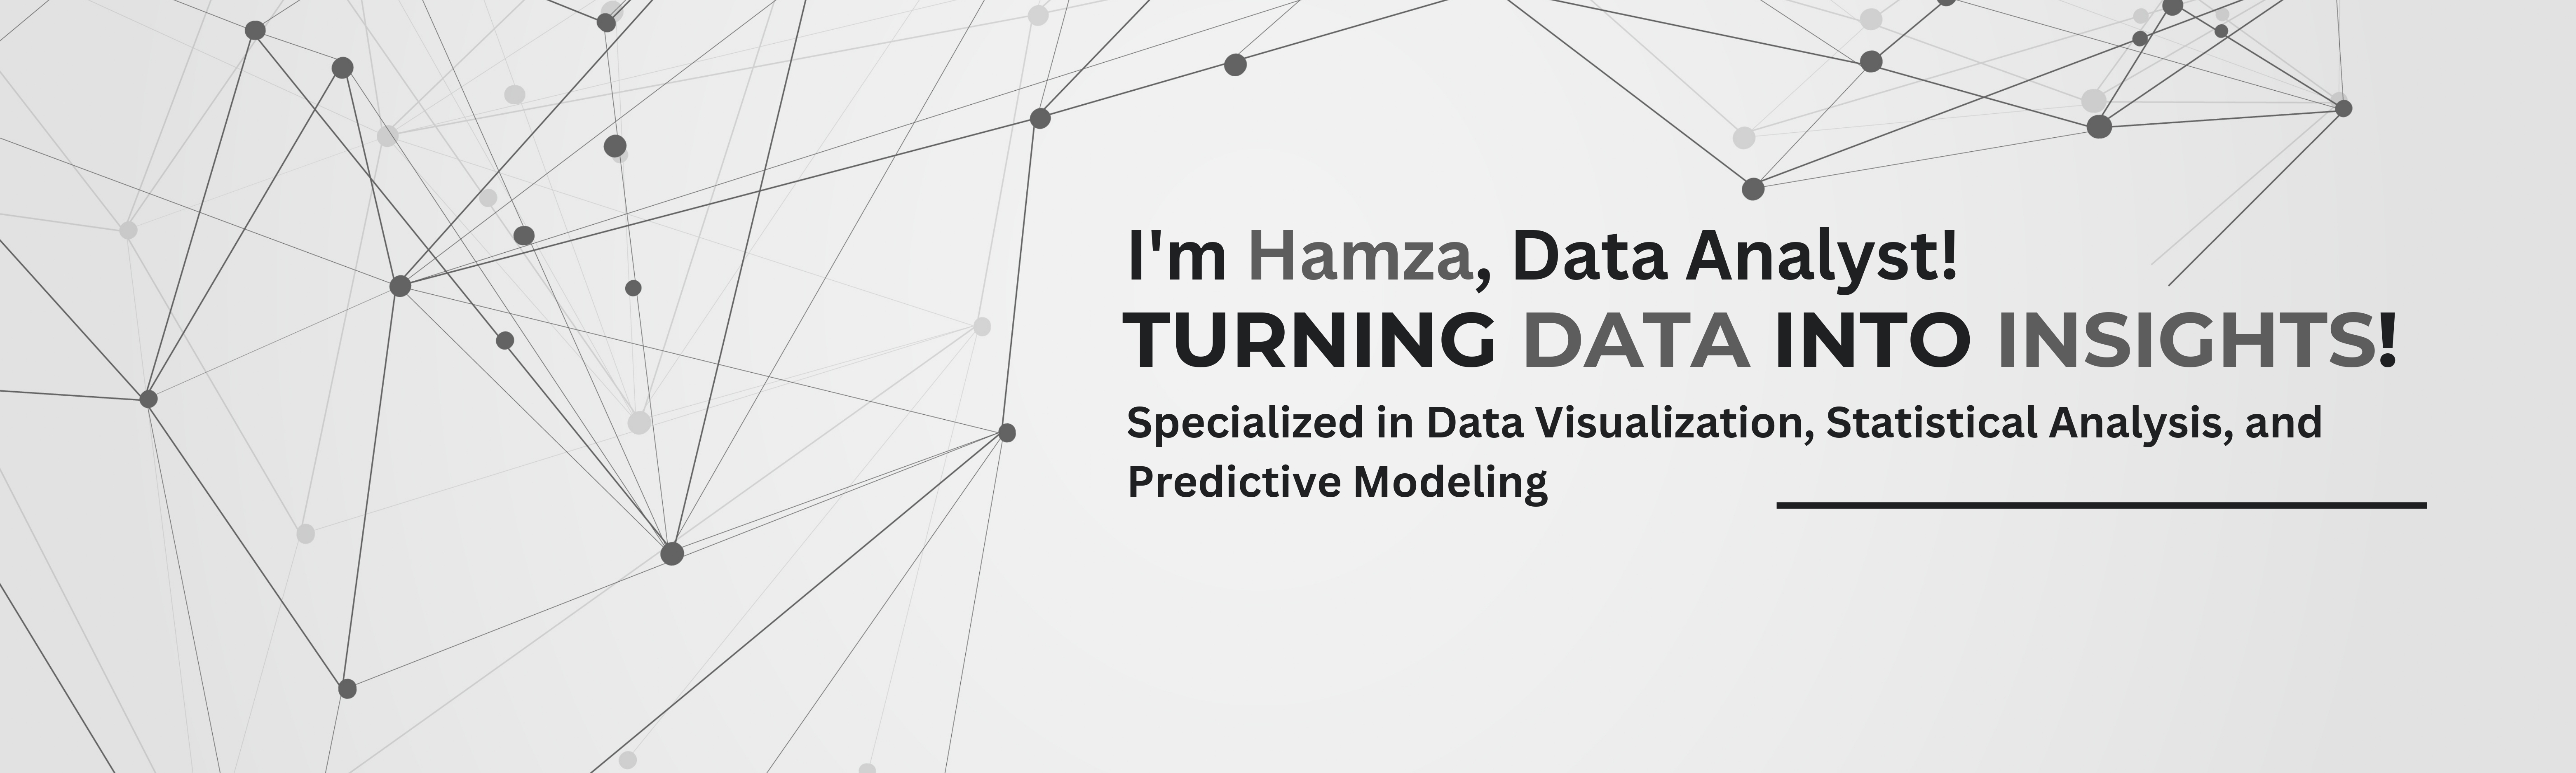 I'm Hamza, Data Analyst!
TURNING DATA INTO INSIGHTS!
Specialized in Data Visualization, Statistical Analysis, and
Predictive Modeling